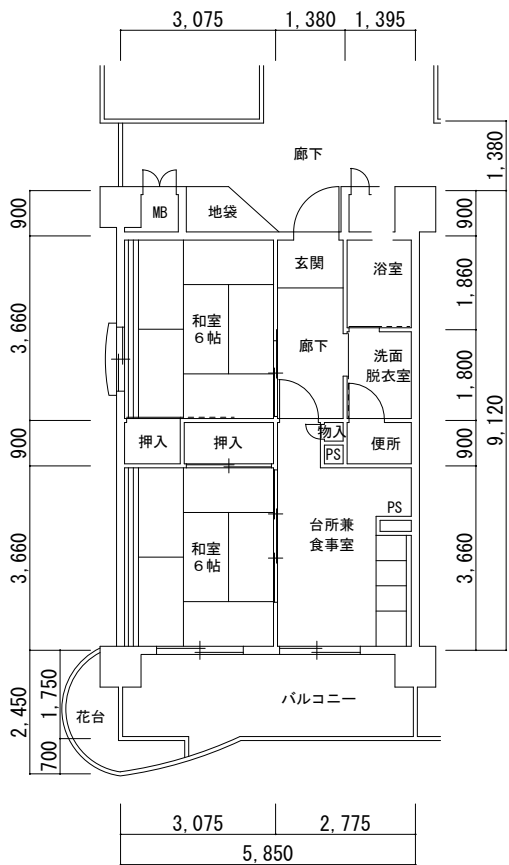 3,075
1,380
1,395
廊下
1,380
900
MB
地袋
900
玄関
浴室
1,860
3,660
和室
6帖
廊下
洗面
脱衣室
1,800
9,120
900
押入
押入
物入
PS
便所
900
PS
台所兼
食事室
3,660
和室
6帖
3,660
2,450
1,750
700
花台
バルコニー
3,075
2,775
5,850